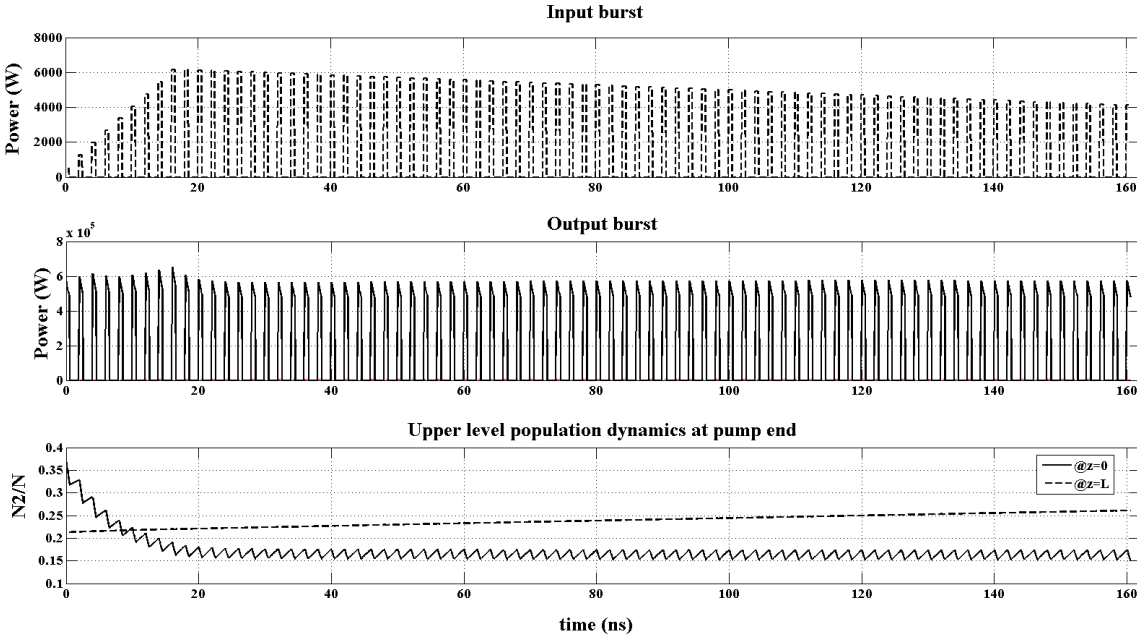 Input burst
Power (W)
8000
6000
4000
2000
0
0 20 40 60 80 100 120 140 160
Output burst
x 10^5
Power (W)
8
6
4
2
0
0 20 40 60 80 100 120 140 160
Upper level population dynamics at pump end
N2/N
0.4
0.35
0.3
0.25
0.2
0.15
0.1
@z=0
@z=L
0 20 40 60 80 100 120 140 160
time (ns)